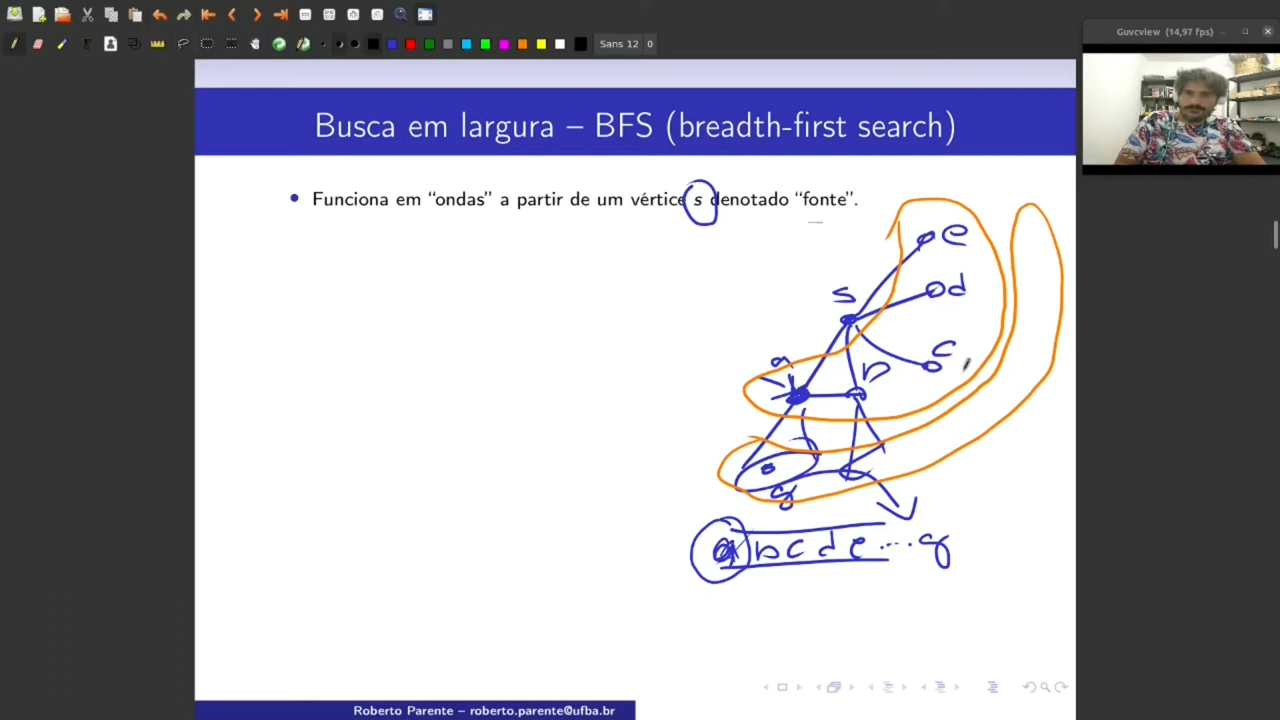 Sans 12 0
Guvcview (14,97 fps)
Busca em largura – BFS (breadth-first search)
• Funciona em “ondas” a partir de um vértice s denotado “fonte”.
e
s d
a b c
g
a b c d e ... g
Roberto Parente – roberto.parente@ufba.br